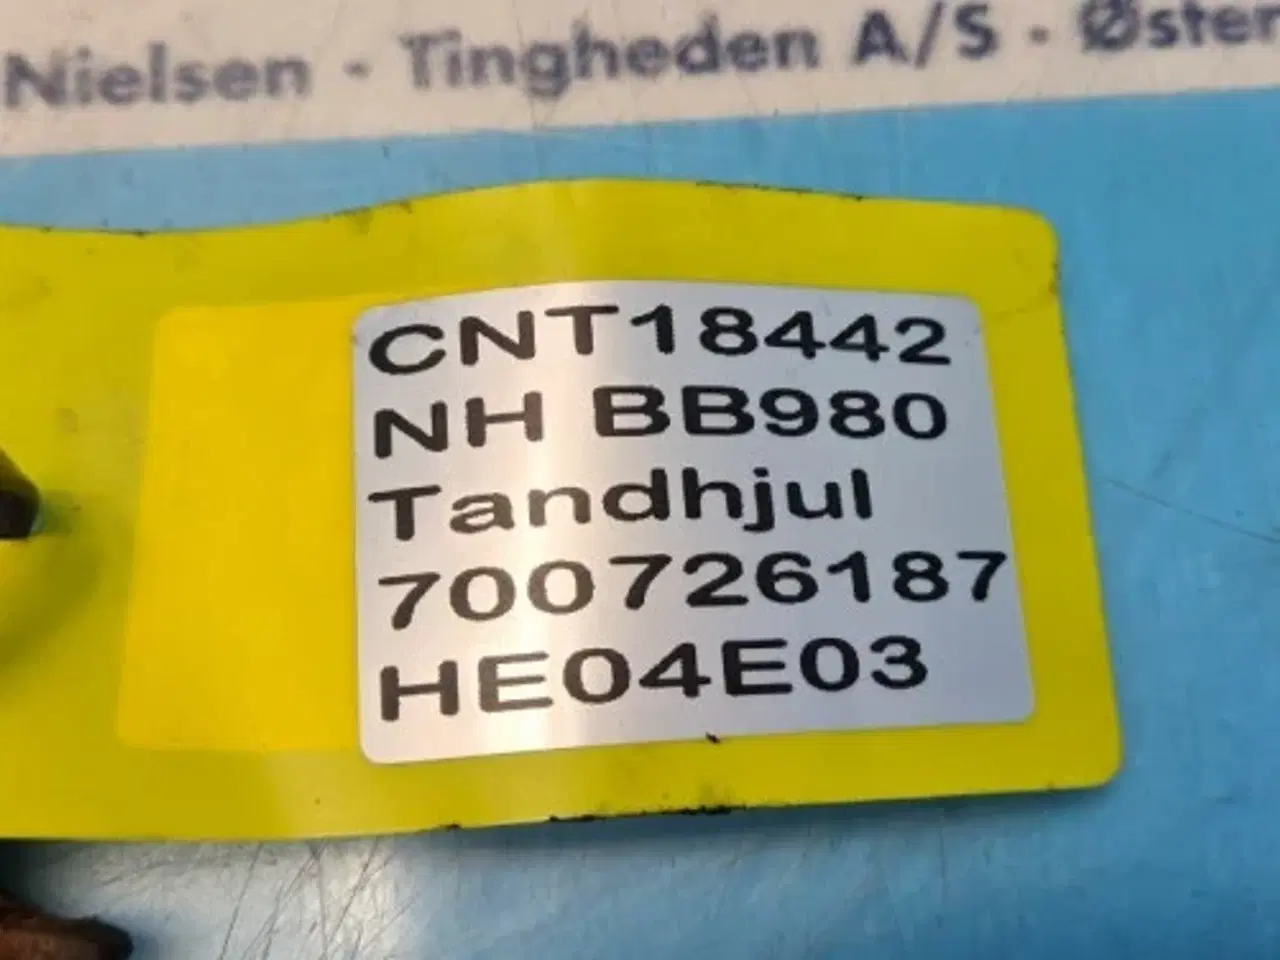 Nielsen - Tingheden A/S - Øster
CNT18442
NH BB980
Tandhjul
700726187
HE04E03